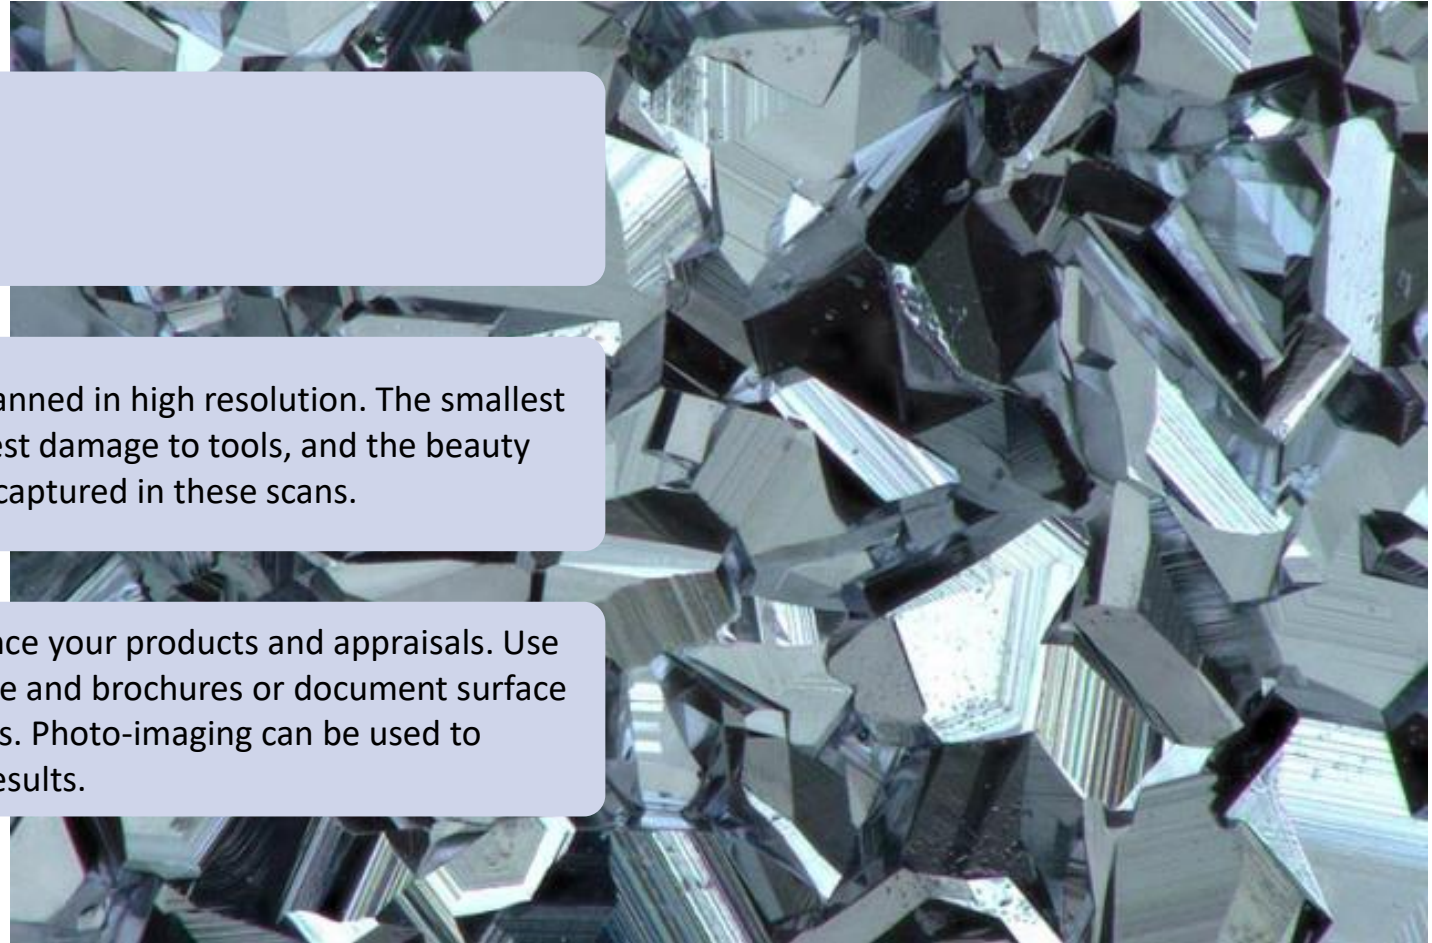 anned in high resolution. The smallest
est damage to tools, and the beauty
captured in these scans.
ce your products and appraisals. Use
e and brochures or document surface
s. Photo-imaging can be used to
esults.